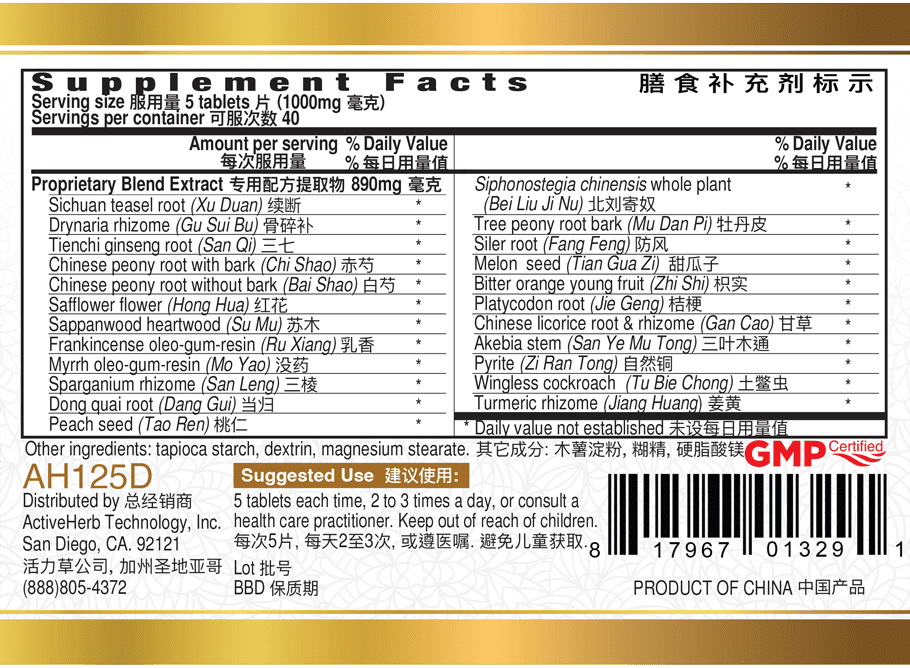 Supplement Facts 膳食补充剂标示
Serving size 服用量 5 tablets 片 (1000mg 毫克)
Servings per container 可服次数 40
Amount per serving % Daily Value
每次服用量 % 每日用量值
Proprietary Blend Extract 专用配方提取物 890mg 毫克
Sichuan teasel root (Xu Duan) 续断 *
Drynaria rhizome (Gu Sui Bu) 骨碎补 *
Tienchi ginseng root (San Qi) 三七 *
Chinese peony root with bark (Chi Shao) 赤芍 *
Chinese peony root without bark (Bai Shao) 白芍 *
Safflower flower (Hong Hua) 红花 *
Sappanwood heartwood (Su Mu) 苏木 *
Frankincense oleo-gum-resin (Ru Xiang) 乳香 *
Myrrh oleo-gum-resin (Mo Yao) 没药 *
Sparganium rhizome (San Leng) 三棱 *
Dong quai root (Dang Gui) 当归 *
Peach seed (Tao Ren) 桃仁 *
% Daily Value
% 每日用量值
Siphonostegia chinensis whole plant *
(Bei Liu Ji Nu) 北刘寄奴
Tree peony root bark (Mu Dan Pi) 牡丹皮 *
Siler root (Fang Feng) 防风 *
Melon seed (Tian Gua Zi) 甜瓜子 *
Bitter orange young fruit (Zhi Shi) 枳实 *
Platycodon root (Jie Geng) 桔梗 *
Chinese licorice root & rhizome (Gan Cao) 甘草 *
Akebia stem (San Ye Mu Tong) 三叶木通 *
Pyrite (Zi Ran Tong) 自然铜 *
Wingless cockroach (Tu Bie Chong) 土鳖虫 *
Turmeric rhizome (Jiang Huang) 姜黄 *
* Daily value not established 未设每日用量值
Other ingredients: tapioca starch, dextrin, magnesium stearate. 其它成分: 木薯淀粉, 糊精, 硬脂酸镁
GMP Certified
AH125D
Distributed by 总经销商
ActiveHerb Technology, Inc.
San Diego, CA. 92121
活力草公司, 加州圣地亚哥
(888)805-4372
Suggested Use 建议使用:
5 tablets each time, 2 to 3 times a day, or consult a
health care practitioner. Keep out of reach of children.
每次5片, 每天2至3次, 或遵医嘱. 避免儿童获取.
Lot 批号
BBD 保质期
8 17967 01329 1
PRODUCT OF CHINA 中国产品